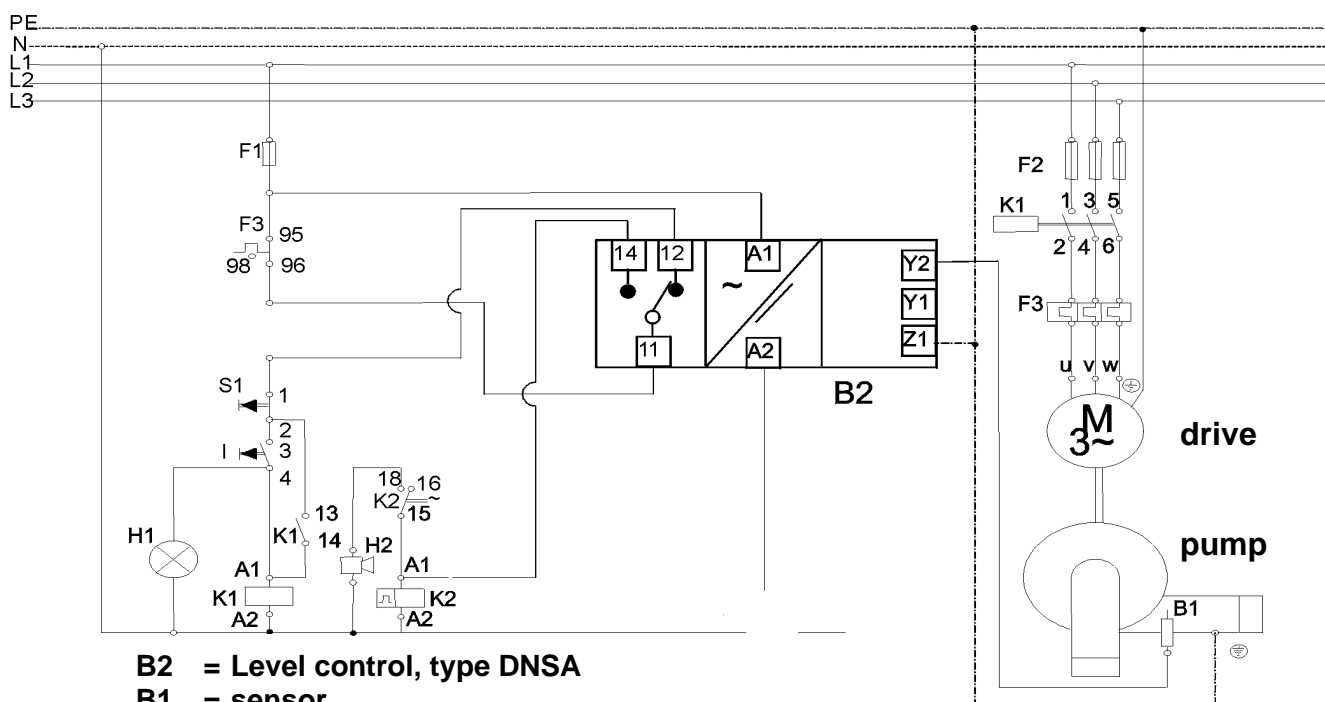 PE
N
L1
L2
L3
F1
F3
95
98
96
14
12
A1
~
11
A2
Y2
Y1
Z1
B2
F2
K1
1
3
5
2
4
6
F3
u
v
w
M
3~
drive
pump
B1
S1
1
2
I
3
4
H1
13
K1
14
H2
18
16
K2
~
15
A1
A1
K1
K2
A2
A2
B2 = Level control, type DNSA
B1 = sensor